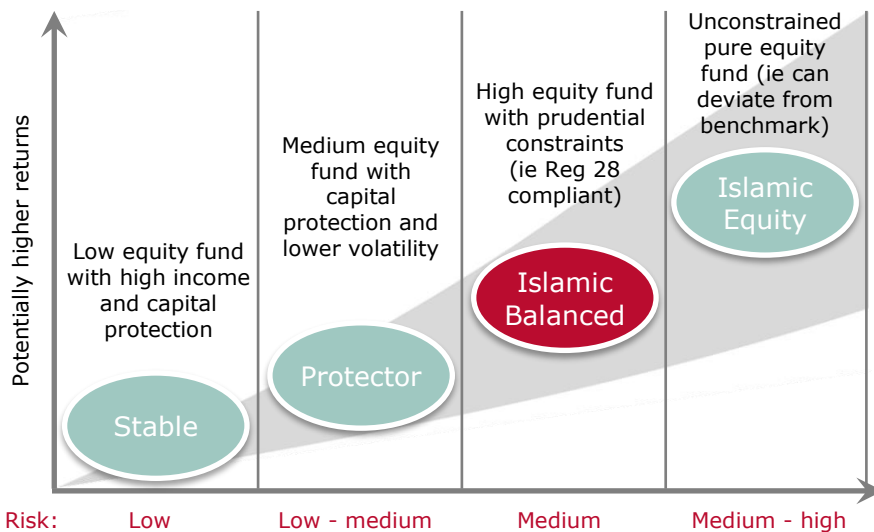 Potentially higher returns
Low equity fund
with high income
and capital
protection
Stable
Medium equity
fund with
capital
protection and
lower volatility
Protector
High equity fund
with prudential
constraints
(ie Reg 28
compliant)
Islamic
Balanced
Unconstrained
pure equity
fund (ie can
deviate from
benchmark)
Islamic
Equity
Risk: Low Low - medium Medium Medium - high